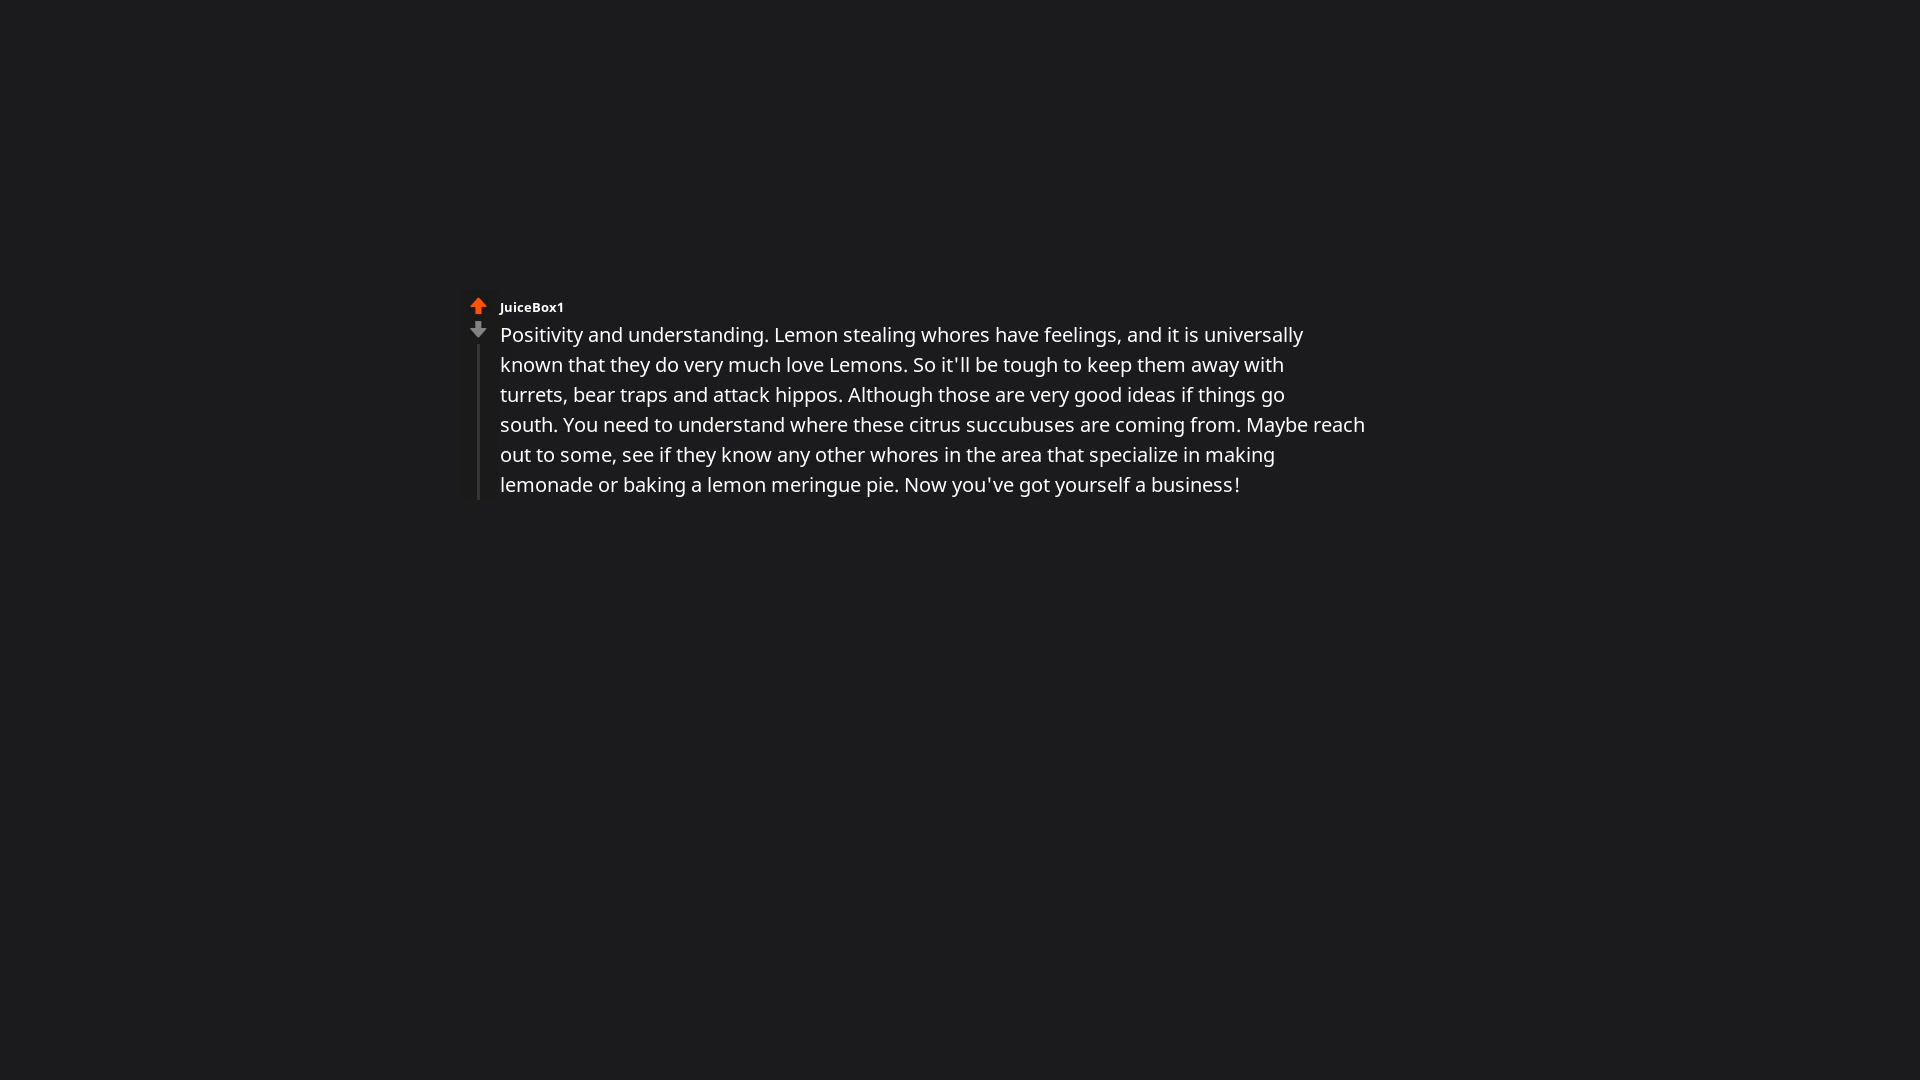 JuiceBox1
Positivity and understanding. Lemon stealing whores have feelings, and it is universally
known that they do very much love Lemons. So it'll be tough to keep them away with
turrets, bear traps and attack hippos. Although those are very good ideas if things go
south. You need to understand where these citrus succubuses are coming from. Maybe reach
out to some, see if they know any other whores in the area that specialize in making
lemonade or baking a lemon meringue pie. Now you've got yourself a business!